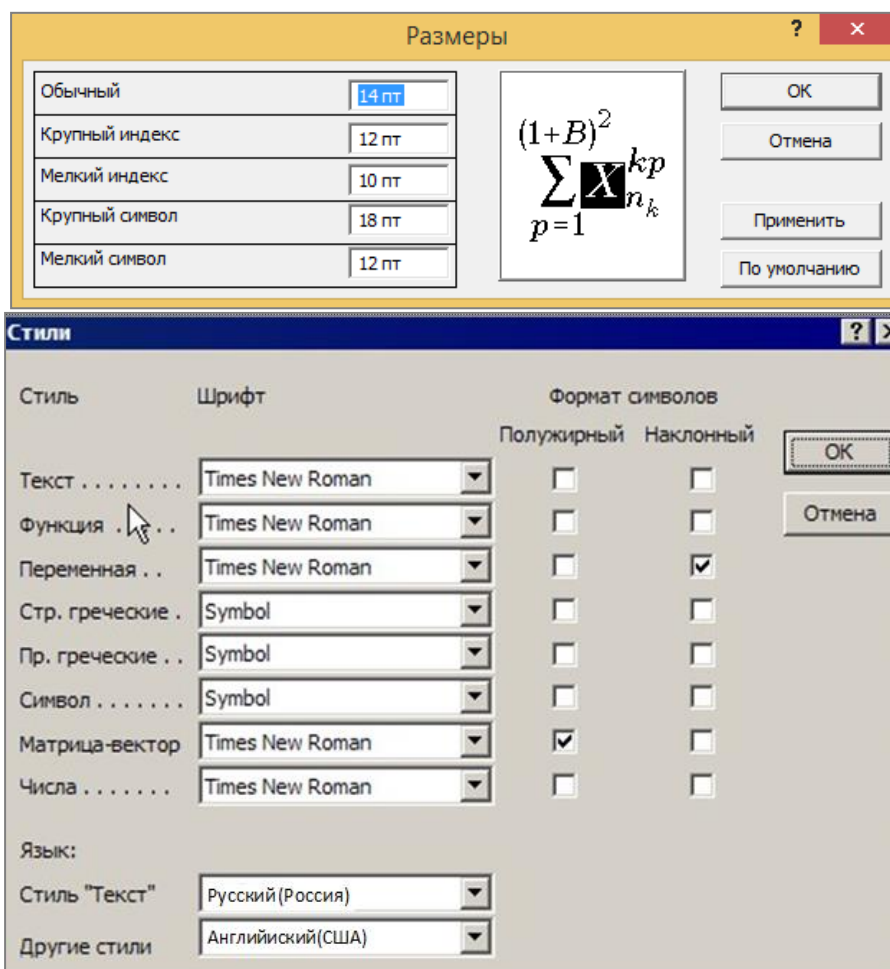 Размеры ? ×
Обычный 14 пт
Крупный индекс 12 пт
Мелкий индекс 10 пт
Крупный символ 18 пт
Мелкий символ 12 пт
(1+B)2
∑ X kp
nk
p=1
ОК
Отмена
Применить
По умолчанию
Стили ?
Стиль Шрифт Формат символов
Полужирный Наклонный
Текст . . . . . . . . Times New Roman
Функция . . . . Times New Roman
Переменная . . Times New Roman
Стр. греческие . Symbol
Пр. греческие . . Symbol
Символ . . . . . . . Symbol
Матрица-вектор Times New Roman
Числа . . . . . . . Times New Roman
OK
Отмена
Язык:
Стиль "Текст" Русский(Россия)
Другие стили Английиский(США)